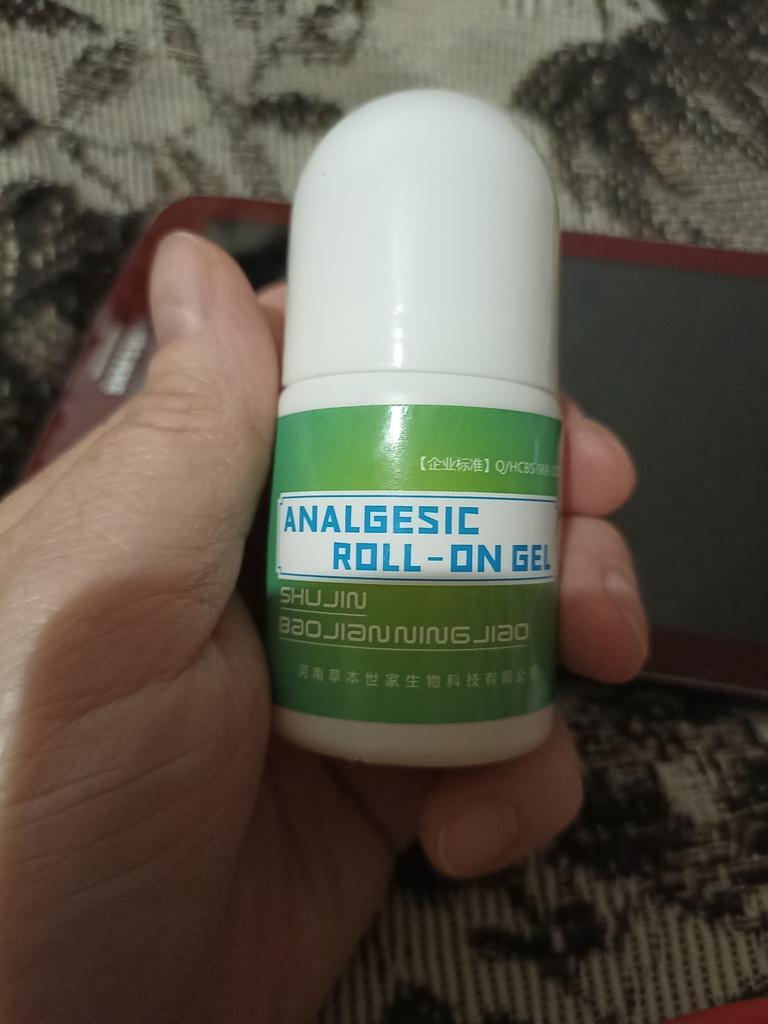 【企业标准】Q/HCBS
ANALGESIC
ROLL-ON GEL
SHUJIN
BAOJIANNINGJIAO
河南草本世家生物科技有限公